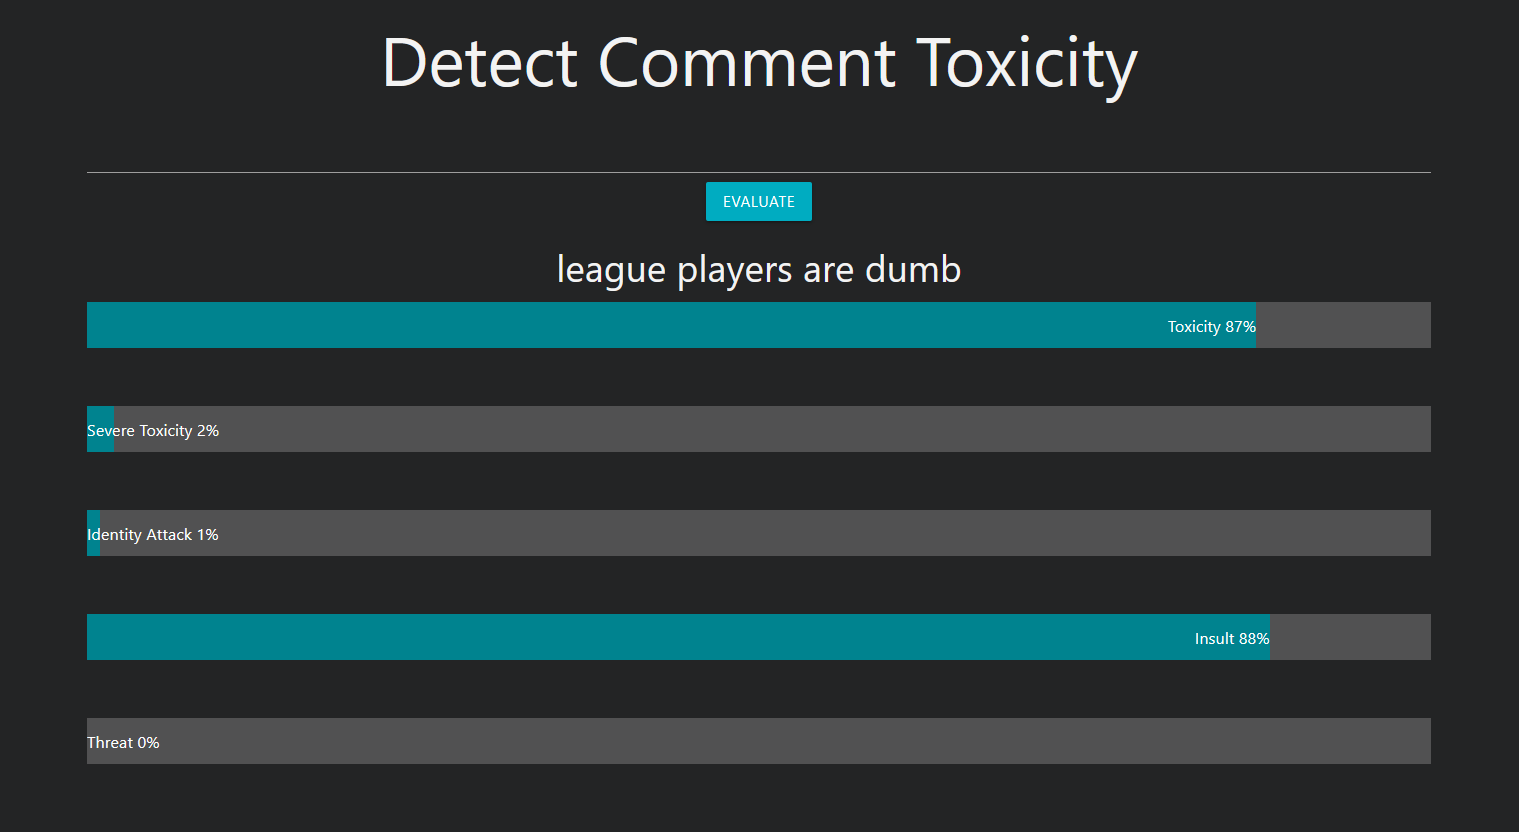 Detect Comment Toxicity
EVALUATE
league players are dumb
Toxicity 87%
Severe Toxicity 2%
Identity Attack 1%
Insult 88%
Threat 0%